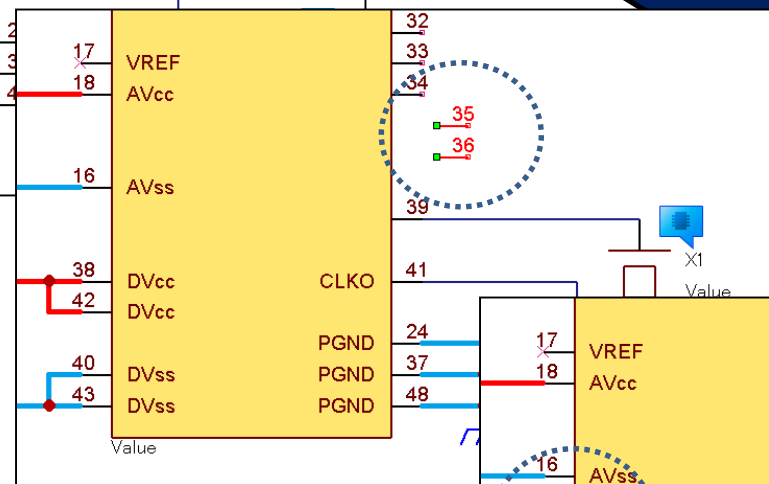 2
3
4
32
17 VREF 33
18 AVcc 34
35
36
16 AVss
39
X1
38 DVcc CLKO 41
42 DVcc
Value
PGND 24
17 VREF
40 DVss PGND 37
18 AVcc
43 DVss PGND 48
Value
16 AVss